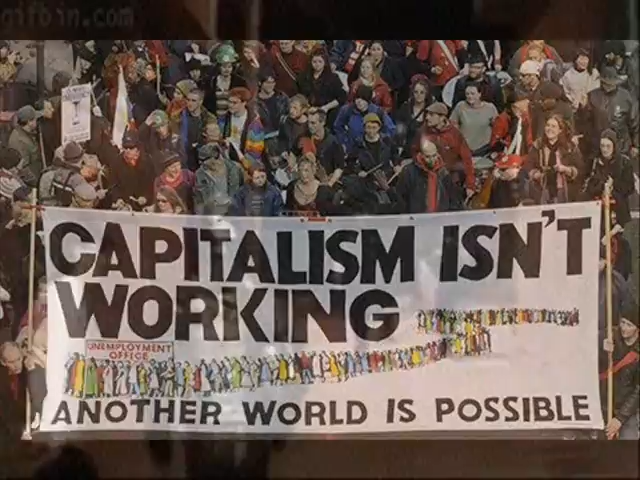 gifbin.com
CAPITALISM ISN'T
WORKING
UNEMPLOYMENT
OFFICE
ANOTHER WORLD IS POSSIBLE